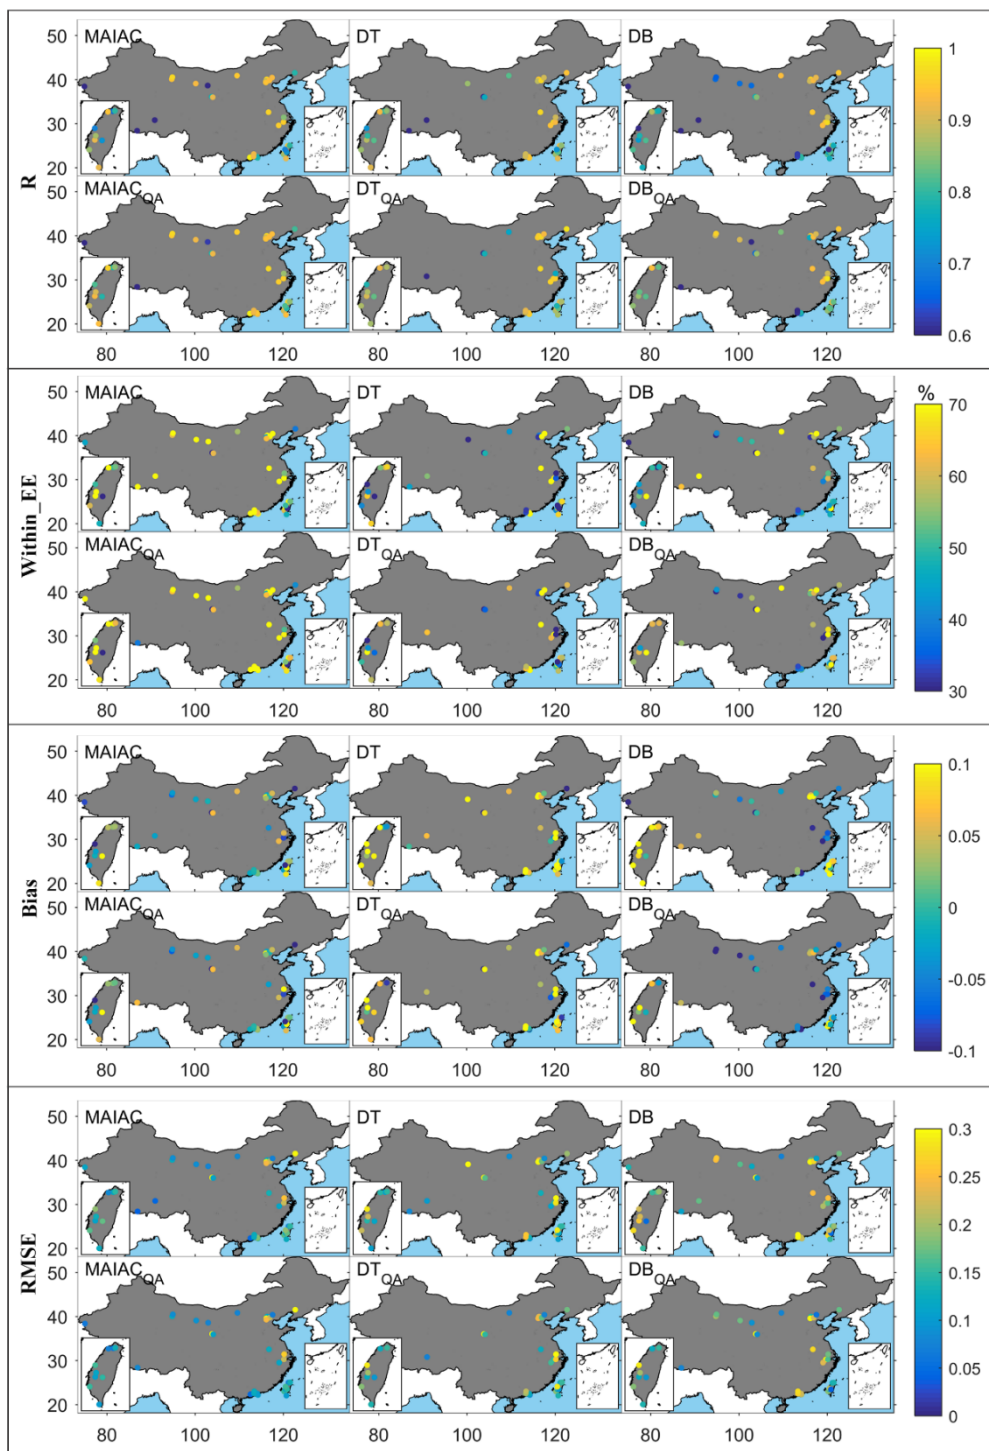 R
MAIAC
DT
DB
50
40
30
20
MAIAC_QA
DT_QA
DB_QA
50
40
30
20
80 100 120
80 100 120
80 100 120
1
0.9
0.8
0.7
0.6
Within_EE
MAIAC
DT
DB
50
40
30
20
MAIAC_QA
DT_QA
DB_QA
50
40
30
20
80 100 120
80 100 120
80 100 120
%
70
60
50
40
30
Bias
MAIAC
DT
DB
50
40
30
20
MAIAC_QA
DT_QA
DB_QA
50
40
30
20
80 100 120
80 100 120
80 100 120
0.1
0.05
0
-0.05
-0.1
RMSE
MAIAC
DT
DB
50
40
30
20
MAIAC_QA
DT_QA
DB_QA
50
40
30
20
80 100 120
80 100 120
80 100 120
0.3
0.25
0.2
0.15
0.1
0.05
0